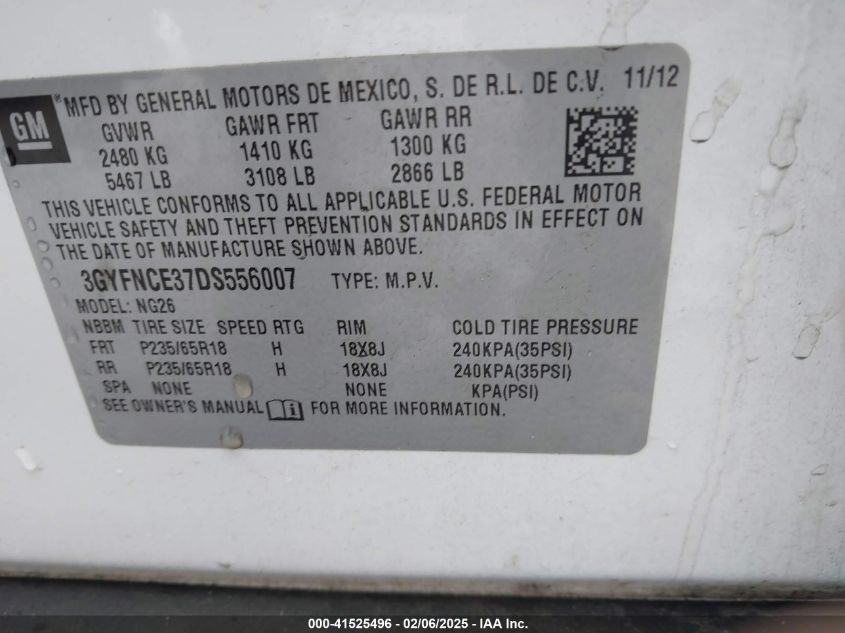 GM ® MFD BY GENERAL MOTORS DE MEXICO, S. DE R.L. DE C.V. 11/12
GVWR GAWR FRT GAWR RR
2480 KG 1410 KG 1300 KG
5467 LB 3108 LB 2866 LB
THIS VEHICLE CONFORMS TO ALL APPLICABLE U.S. FEDERAL MOTOR
VEHICLE SAFETY AND THEFT PREVENTION STANDARDS IN EFFECT ON
THE DATE OF MANUFACTURE SHOWN ABOVE.
3GYFNCE37DS556007 TYPE: M.P.V.
MODEL: NG26
NBBM TIRE SIZE SPEED RTG RIM COLD TIRE PRESSURE
FRT P235/65R18 H 18X8J 240KPA(35PSI)
RR P235/65R18 H 18X8J 240KPA(35PSI)
SPA NONE NONE KPA(PSI)
SEE OWNER'S MANUAL FOR MORE INFORMATION.
000-41525496 - 02/06/2025 - IAA Inc.